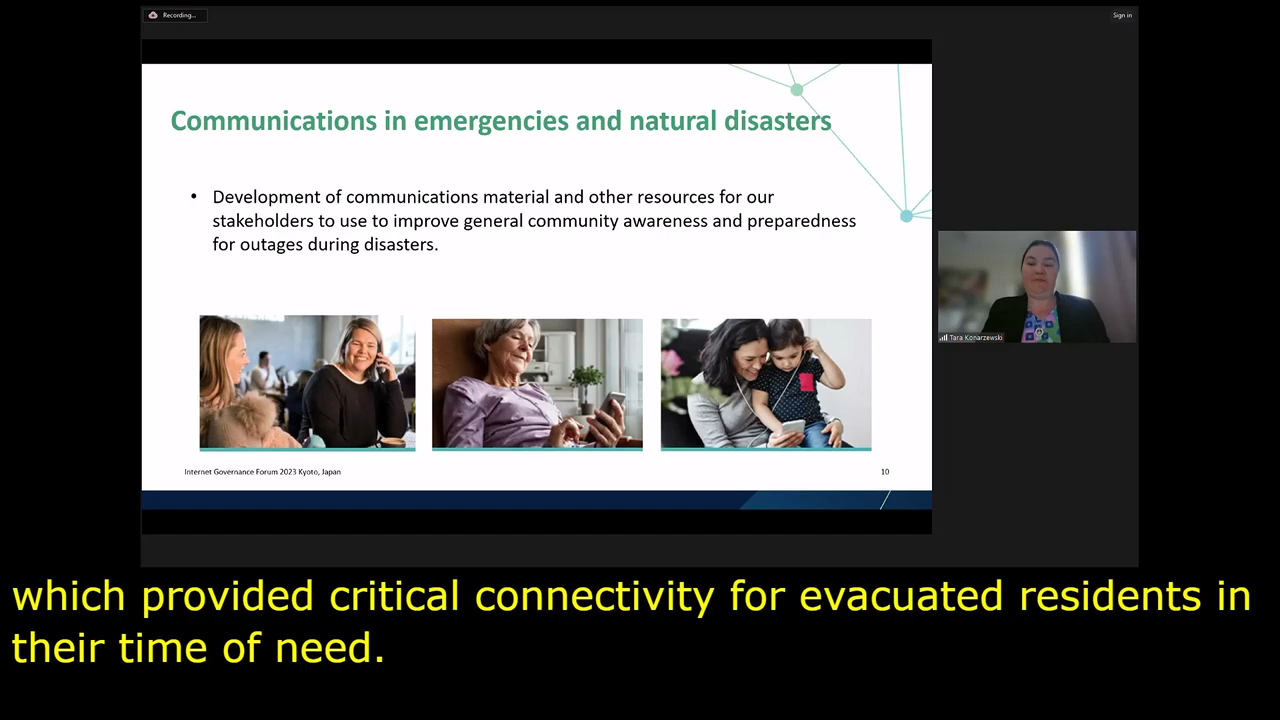 Recording...
Sign in
Communications in emergencies and natural disasters
• Development of communications material and other resources for our
stakeholders to use to improve general community awareness and preparedness
for outages during disasters.
Tara Konarzewski
Internet Governance Forum 2023 Kyoto, Japan
10
which provided critical connectivity for evacuated residents in
their time of need.